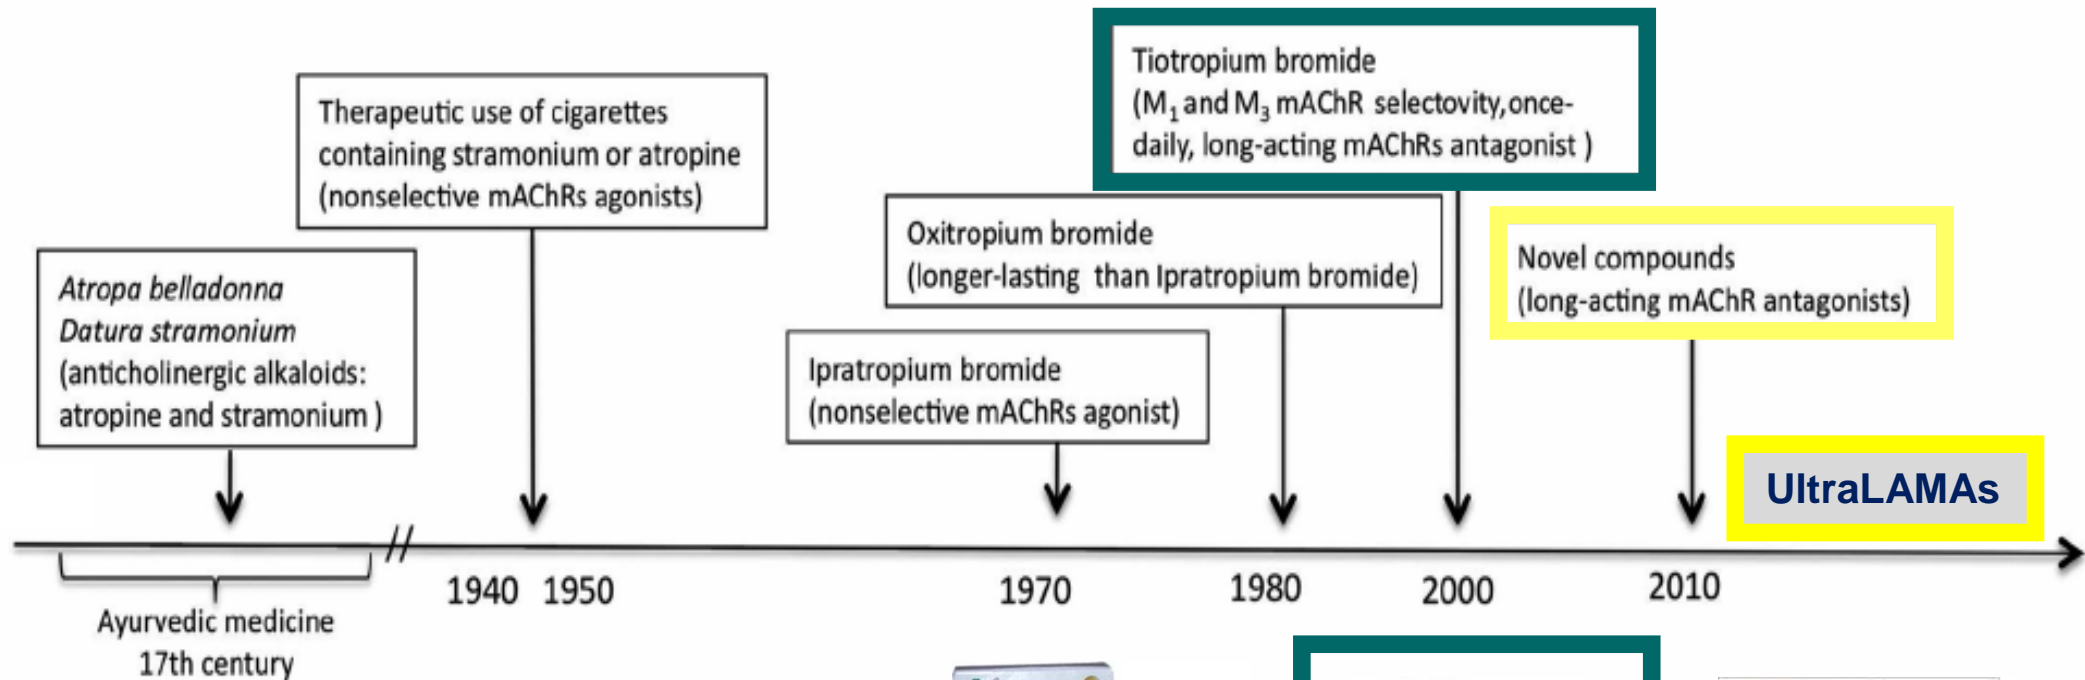 Tiotropium bromide
(M₁ and M₃ mAChR selectovity,once-
daily, long-acting mAChRs antagonist )
Therapeutic use of cigarettes
containing stramonium or atropine
(nonselective mAChRs agonists)
Oxitropium bromide
(longer-lasting than Ipratropium bromide)
Novel compounds
(long-acting mAChR antagonists)
Atropa belladonna
Datura stramonium
(anticholinergic alkaloids:
atropine and stramonium )
Ipratropium bromide
(nonselective mAChRs agonist)
UltraLAMAs
//
1940 1950 1970 1980 2000 2010
Ayurvedic medicine
17th century